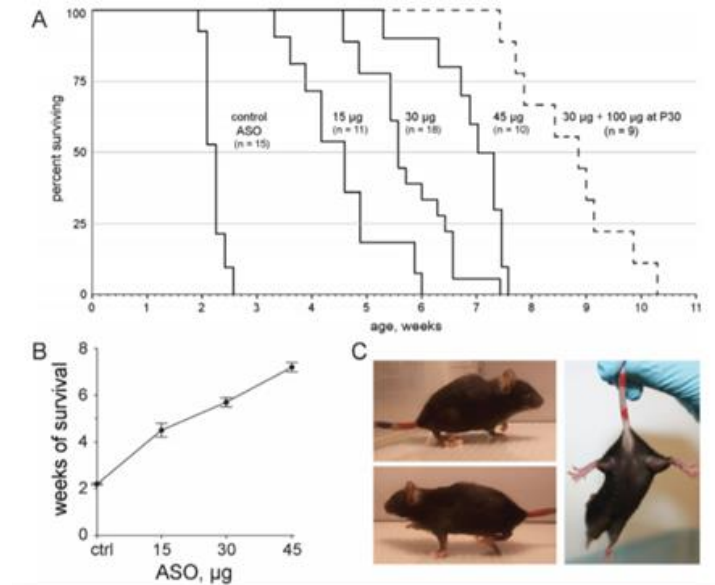 A
100
75
50
25
0
percent surviving
control
ASO
(n = 15)
15 µg
(n = 11)
30 µg
(n = 18)
45 µg
(n = 10)
30 µg + 100 µg at P30
(n = 9)
0 1 2 3 4 5 6 7 8 9 10 11
age, weeks
B
8
6
4
2
0
weeks of survival
ctrl 15 30 45
ASO, µg
C